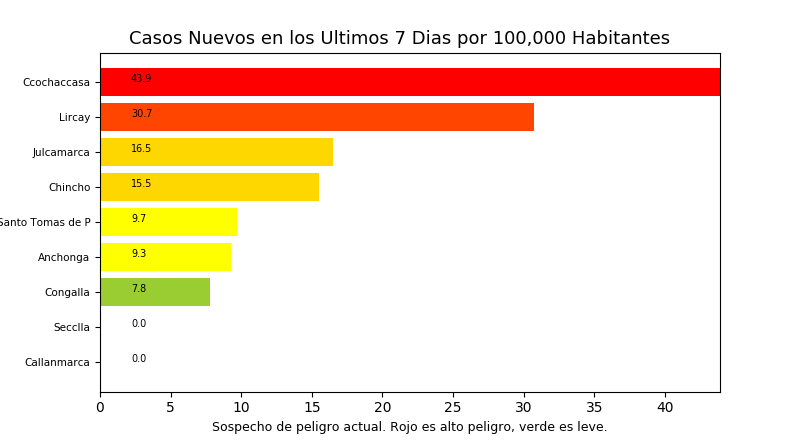 Casos Nuevos en los Ultimos 7 Dias por 100,000 Habitantes
Ccochaccasa 43.9
Lircay 30.7
Julcamarca 16.5
Chincho 15.5
Santo Tomas de P 9.7
Anchonga 9.3
Congalla 7.8
Secclla 0.0
Callanmarca 0.0
0 5 10 15 20 25 30 35 40
Sospecho de peligro actual. Rojo es alto peligro, verde es leve.